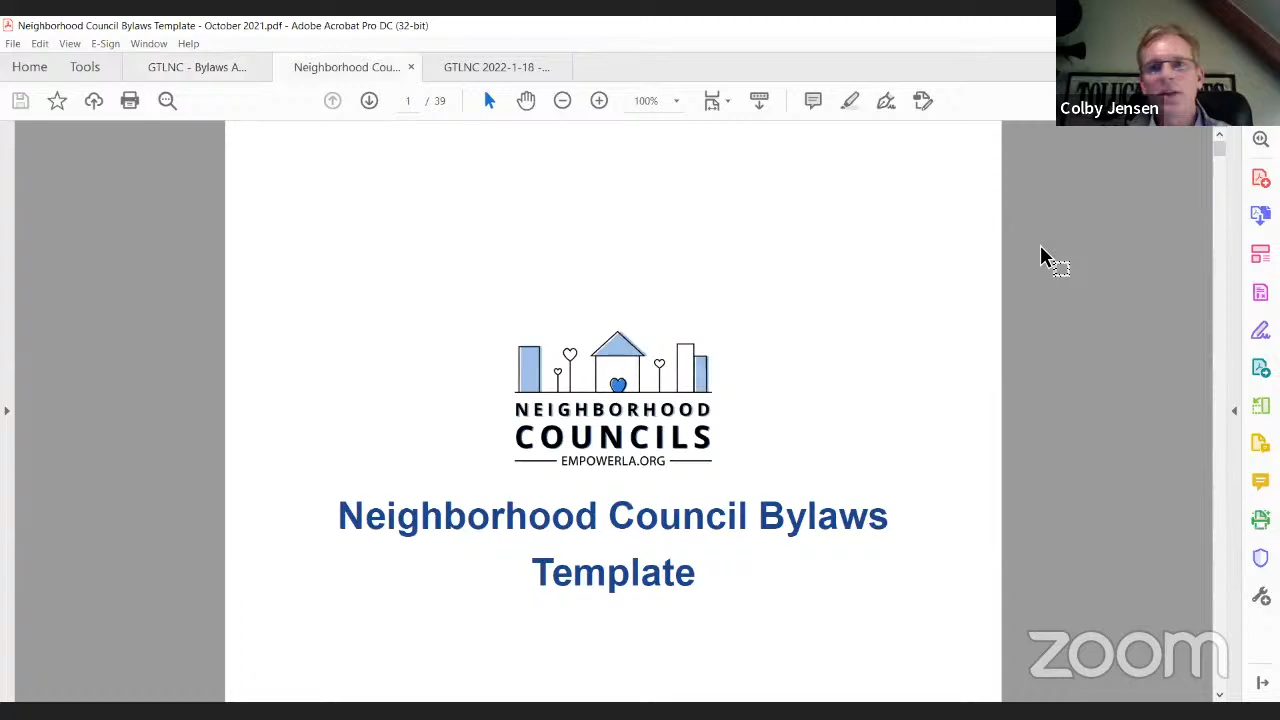 Neighborhood Council Bylaws Template - October 2021.pdf - Adobe Acrobat Pro DC (32-bit)
File Edit View E-Sign Window Help
Home Tools GTLNC - Bylaws A... Neighborhood Cou... × GTLNC 2022-1-18 -...
1 / 39 100%
Colby Jensen
NEIGHBORHOOD
COUNCILS
EMPOWERLA.ORG
Neighborhood Council Bylaws
Template
zoom